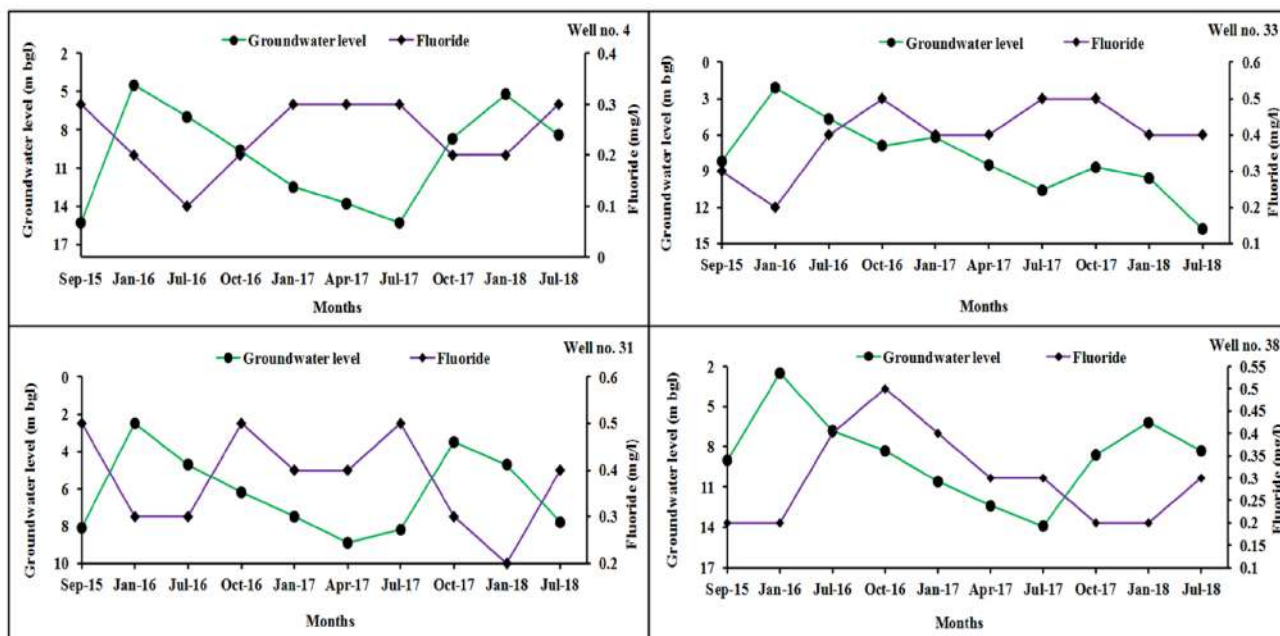 Well no. 4
Groundwater level Fluoride
Groundwater level (m bgl)
2
5
8
11
14
17
0.4
0.3
0.2
0.1
0
Fluoride (mg/l)
Sep-15 Jan-16 Jul-16 Oct-16 Jan-17 Apr-17 Jul-17 Oct-17 Jan-18 Jul-18
Months
Well no. 33
Groundwater level Fluoride
Groundwater level (m bgl)
0
3
6
9
12
15
0.6
0.5
0.4
0.3
0.2
0.1
Fluoride (mg/l)
Sep-15 Jan-16 Jul-16 Oct-16 Jan-17 Apr-17 Jul-17 Oct-17 Jan-18 Jul-18
Months
Well no. 31
Groundwater level Fluoride
Groundwater level (m bgl)
0
2
4
6
8
10
0.6
0.5
0.4
0.3
0.2
Fluoride (mg/l)
Sep-15 Jan-16 Jul-16 Oct-16 Jan-17 Apr-17 Jul-17 Oct-17 Jan-18 Jul-18
Months
Well no. 38
Groundwater level Fluoride
Groundwater level (m bgl)
2
5
8
11
14
17
0.55
0.5
0.45
0.4
0.35
0.3
0.25
0.2
0.15
0.1
Fluoride (mg/l)
Sep-15 Jan-16 Jul-16 Oct-16 Jan-17 Apr-17 Jul-17 Oct-17 Jan-18 Jul-18
Months